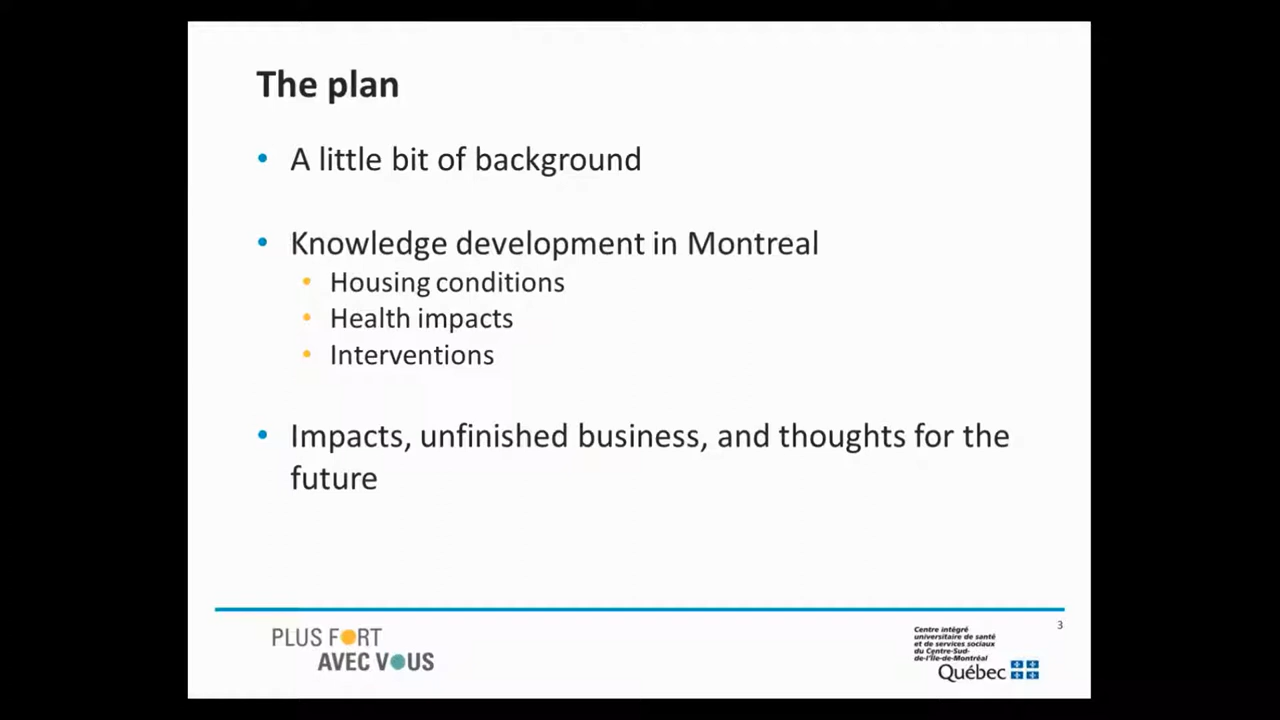 The plan
• A little bit of background
• Knowledge development in Montreal
• Housing conditions
• Health impacts
• Interventions
• Impacts, unfinished business, and thoughts for the
future
3
PLUS FORT
AVEC VOUS
Centre intégré
universitaire de santé
et de services sociaux
du Centre-Sud-
de-l'Île-de-Montréal
Québec